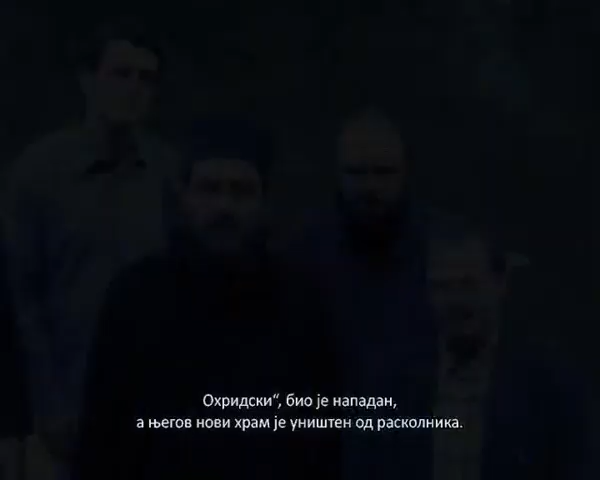 Охридски“, био је нападан,
а његов нови храм је уништен од расколника.